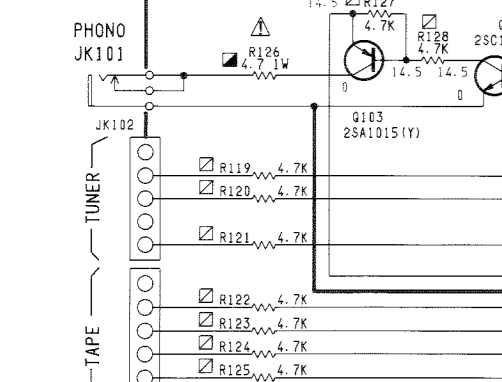 14.5 R127
4.7K
PHONO
JK101
R126
4.7 1W
R128
4.7K
2SC1
14.5 14.5
0
0
Q103
2SA1015(Y)
JK102
TUNER
R119 4.7K
R120 4.7K
R121 4.7K
TAPE
R122 4.7K
R123 4.7K
R124 4.7K
R125 4.7K